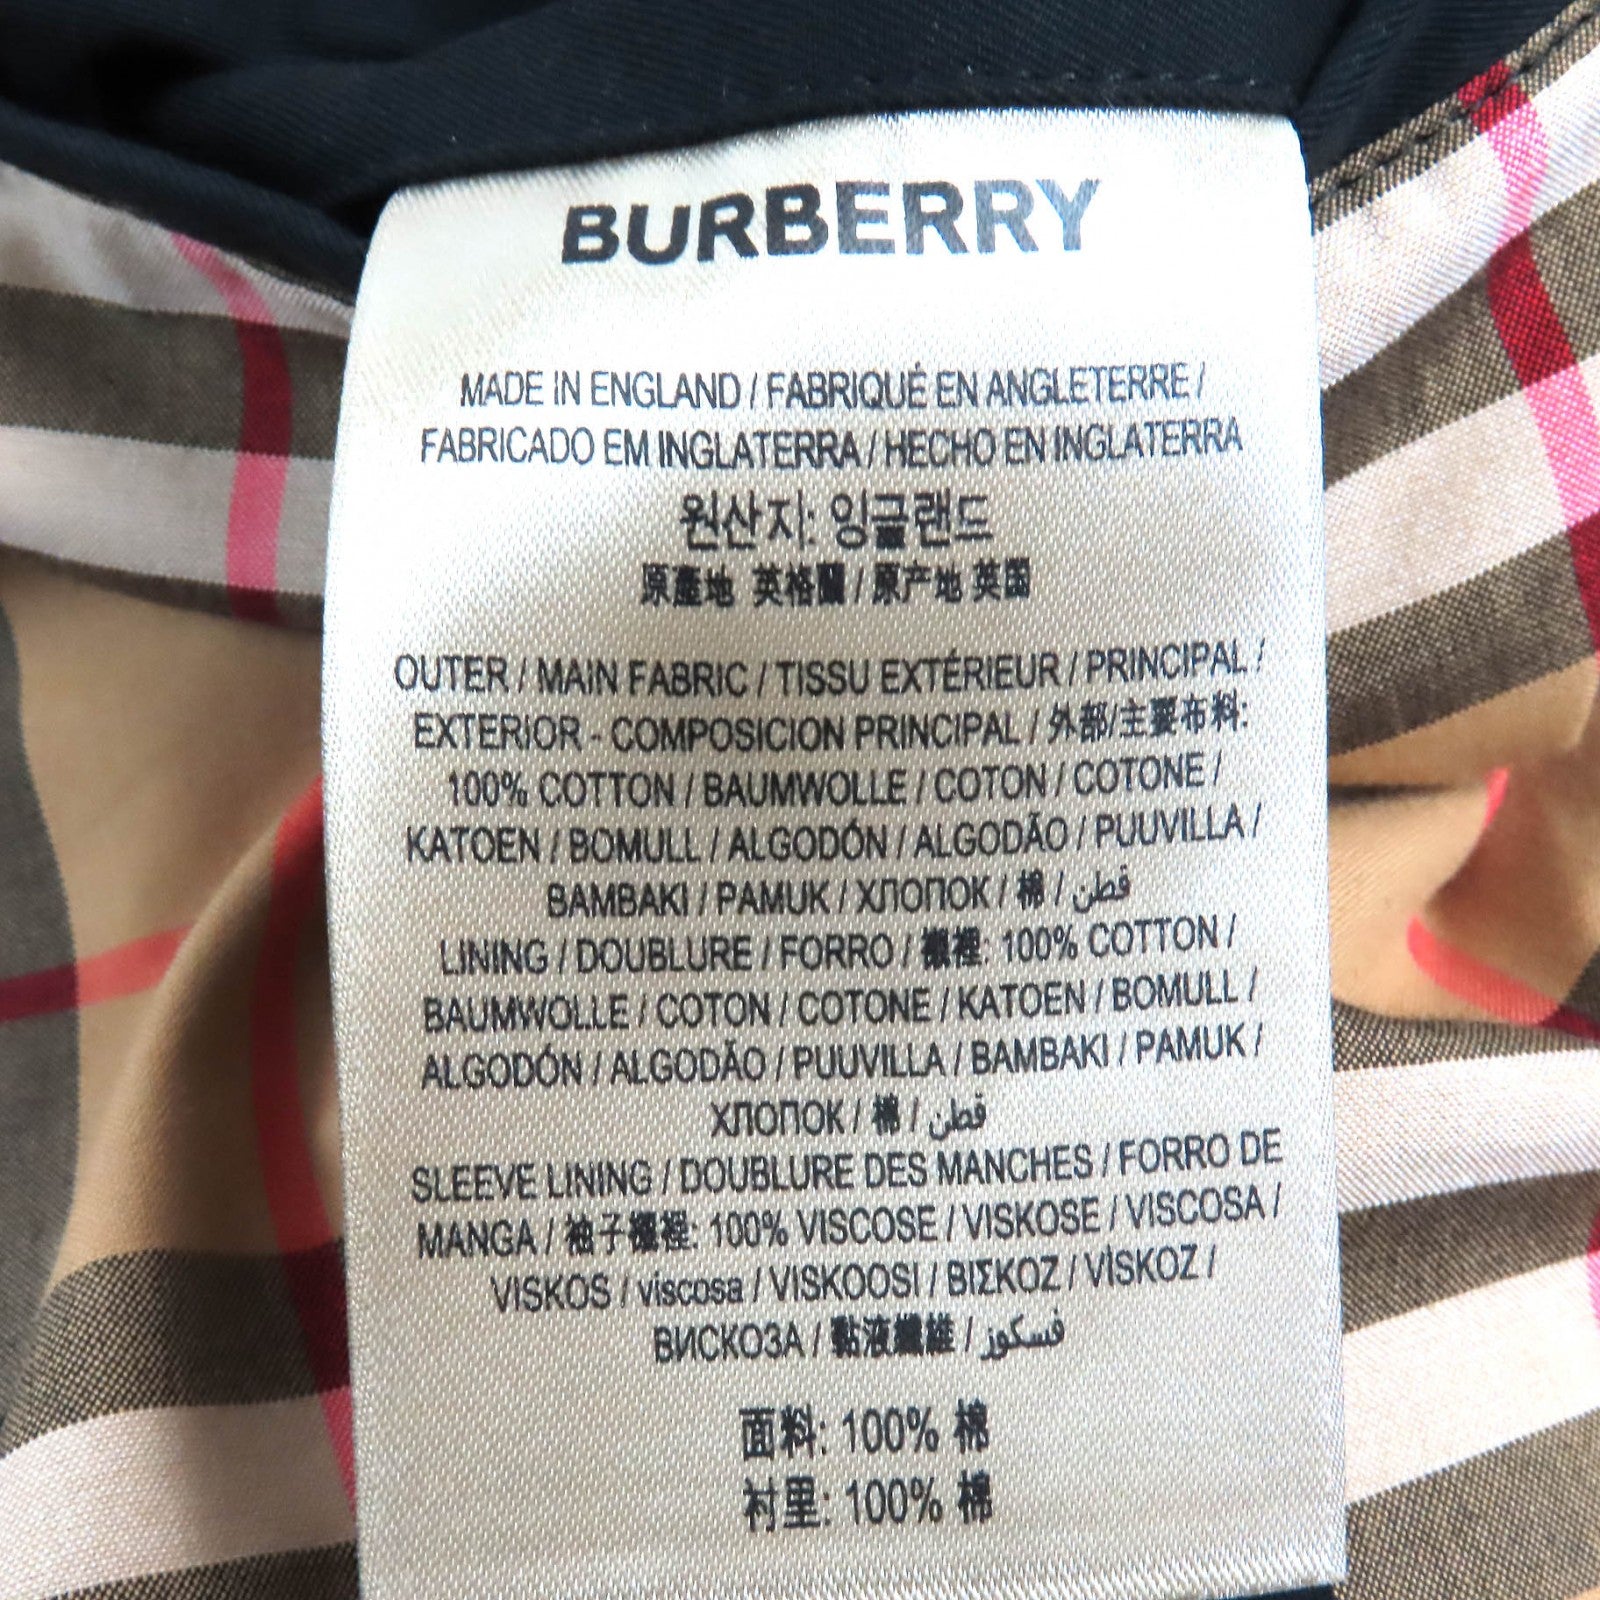 BURBERRY
MADE IN ENGLAND / FABRIQUÉ EN ANGLETERRE /
FABRICADO EM INGLATERRA / HECHO EN INGLATERRA
원산지: 잉글랜드
原產地 英格蘭 / 原产地 英国
OUTER / MAIN FABRIC / TISSU EXTÉRIEUR / PRINCIPAL /
EXTERIOR - COMPOSICION PRINCIPAL / 外部/主要布料:
100% COTTON / BAUMWOLLE / COTON / COTONE /
KATOEN / BOMULL / ALGODÓN / ALGODÃO / PUUVILLA /
BAMBAKI / PAMUK / ХЛОПОК / 棉 / قطن
LINING / DOUBLURE / FORRO / 襯裡: 100% COTTON /
BAUMWOLLE / COTON / COTONE / KATOEN / BOMULL /
ALGODÓN / ALGODÃO / PUUVILLA / BAMBAKI / PAMUK /
ХЛОПОК / 棉 / قطن
SLEEVE LINING / DOUBLURE DES MANCHES / FORRO DE
MANGA / 袖子襯裡: 100% VISCOSE / VISKOSE / VISCOSA /
VISKOS / viscosa / VISKOOSI / ΒΙΣΚΟΖ / VİSKOZ /
ВИСКОЗА / 黏液纖維 / فسكوز
面料: 100% 棉
衬里: 100% 棉